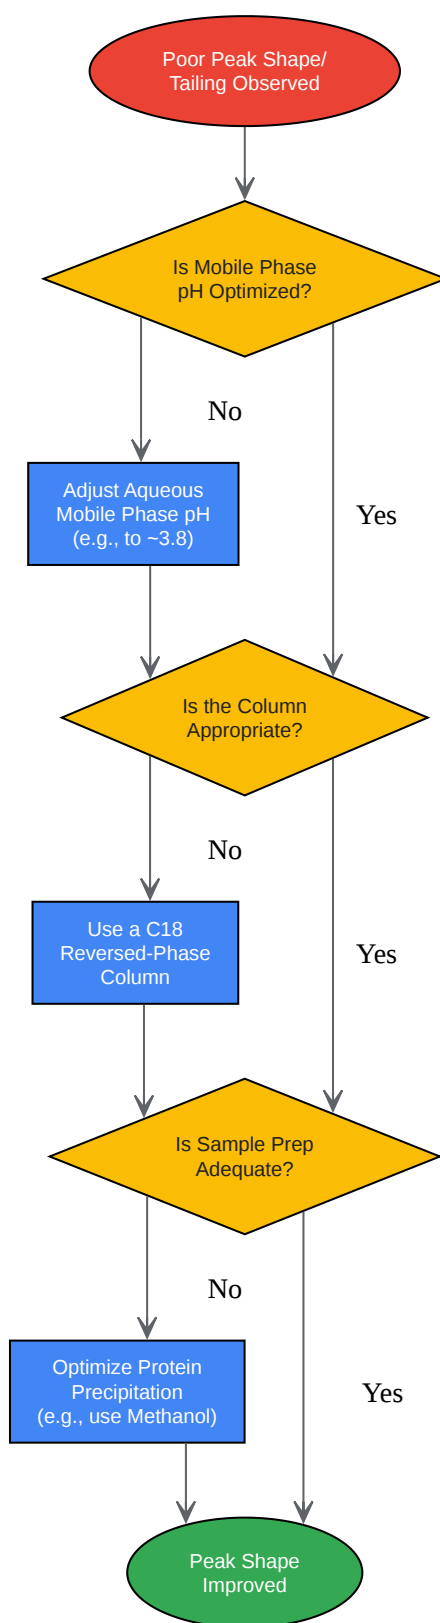 Poor Peak Shape/
Tailing Observed
Is Mobile Phase
pH Optimized?
No
Adjust Aqueous
Mobile Phase pH
(e.g., to ~3.8)
Yes
Is the Column
Appropriate?
No
Use a C18
Reversed-Phase
Column
Yes
Is Sample Prep
Adequate?
No
Optimize Protein
Precipitation
(e.g., use Methanol)
Yes
Peak Shape
Improved